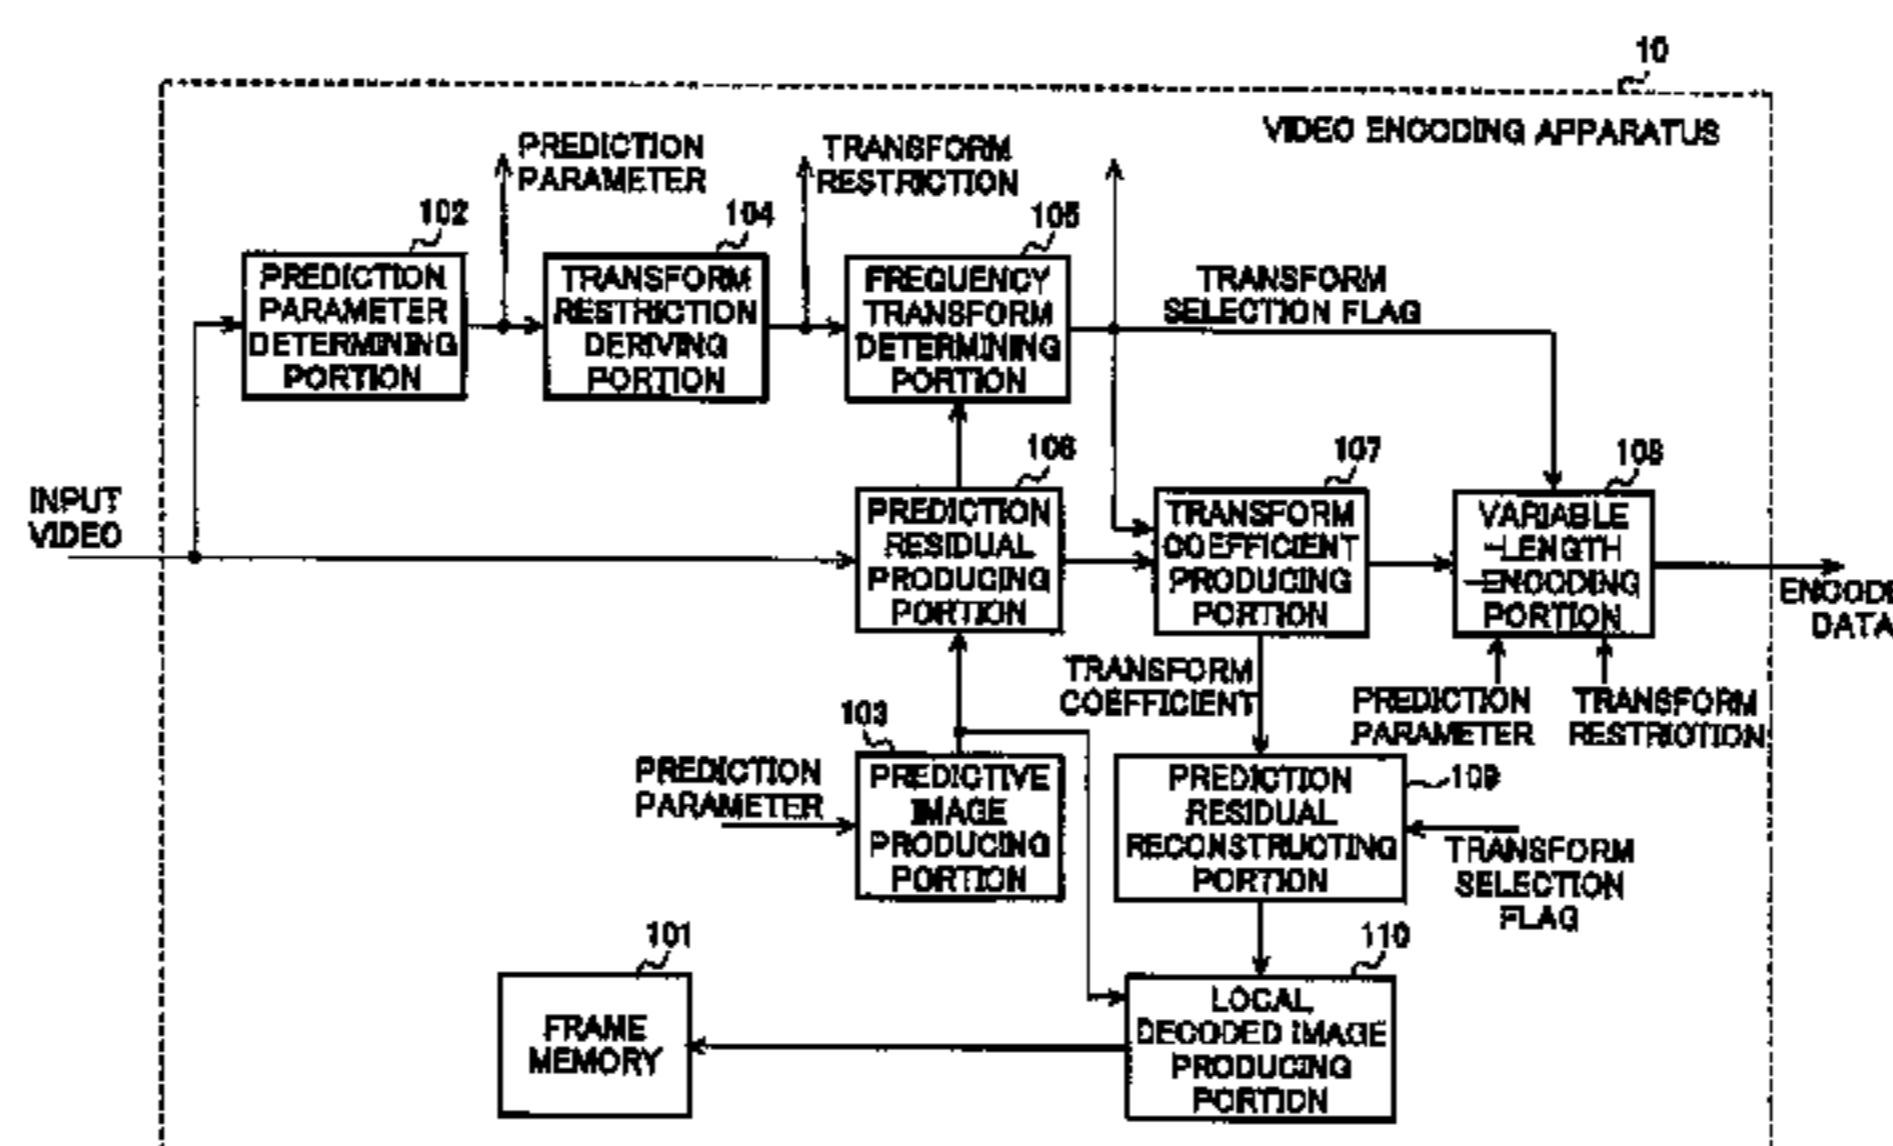 10
VIDEO ENCODING APPARATUS
PREDICTION
PARAMETER
TRANSFORM
RESTRICTION
102
104
105
PREDICTION
PARAMETER
DETERMINING
PORTION
TRANSFORM
RESTRICTION
DERIVING
PORTION
FREQUENCY
TRANSFORM
DETERMINING
PORTION
TRANSFORM
SELECTION FLAG
106
107
108
INPUT
VIDEO
PREDICTION
RESIDUAL
PRODUCING
PORTION
TRANSFORM
COEFFICIENT
PRODUCING
PORTION
VARIABLE
-LENGTH
-ENCODING
PORTION
ENCODE
DATA
TRANSFORM
COEFFICIENT
PREDICTION
PARAMETER
TRANSFORM
RESTRICTION
103
PREDICTION
PARAMETER
PREDICTIVE
IMAGE
PRODUCING
PORTION
109
PREDICTION
RESIDUAL
RECONSTRUCTING
PORTION
TRANSFORM
SELECTION
FLAG
101
110
FRAME
MEMORY
LOCAL
DECODED IMAGE
PRODUCING
PORTION